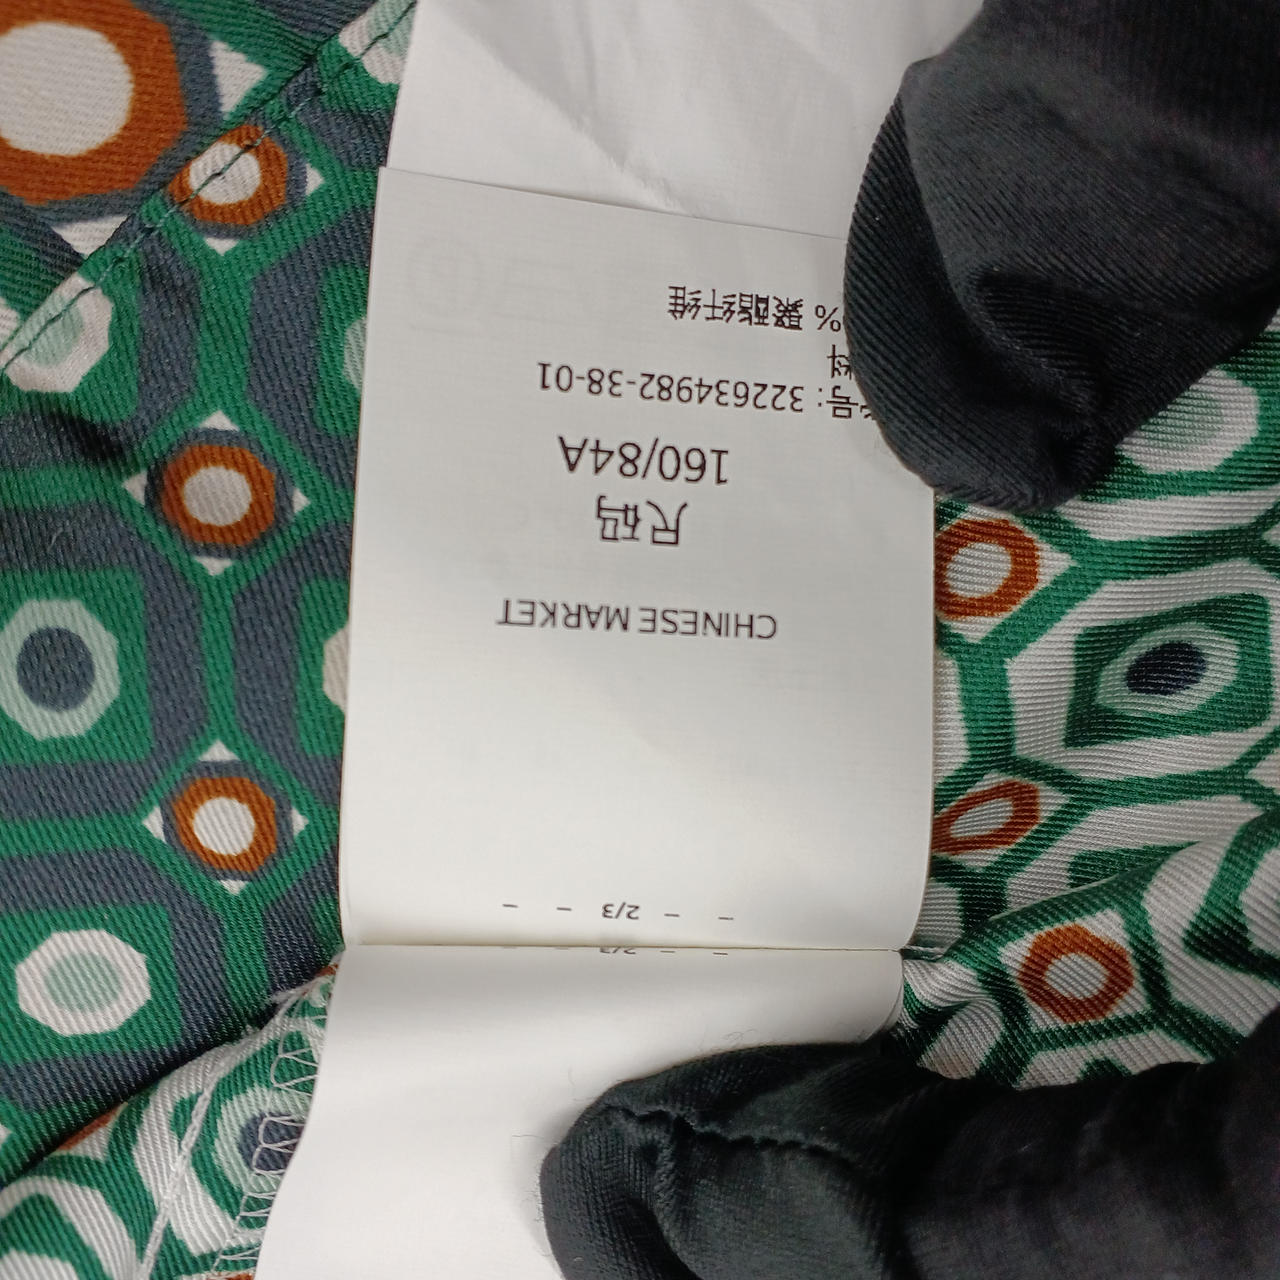 - - 2/3 - -
CHINESE MARKET
尺码
160/84A
号: 322634982-38-01
料
% 聚酯纤维